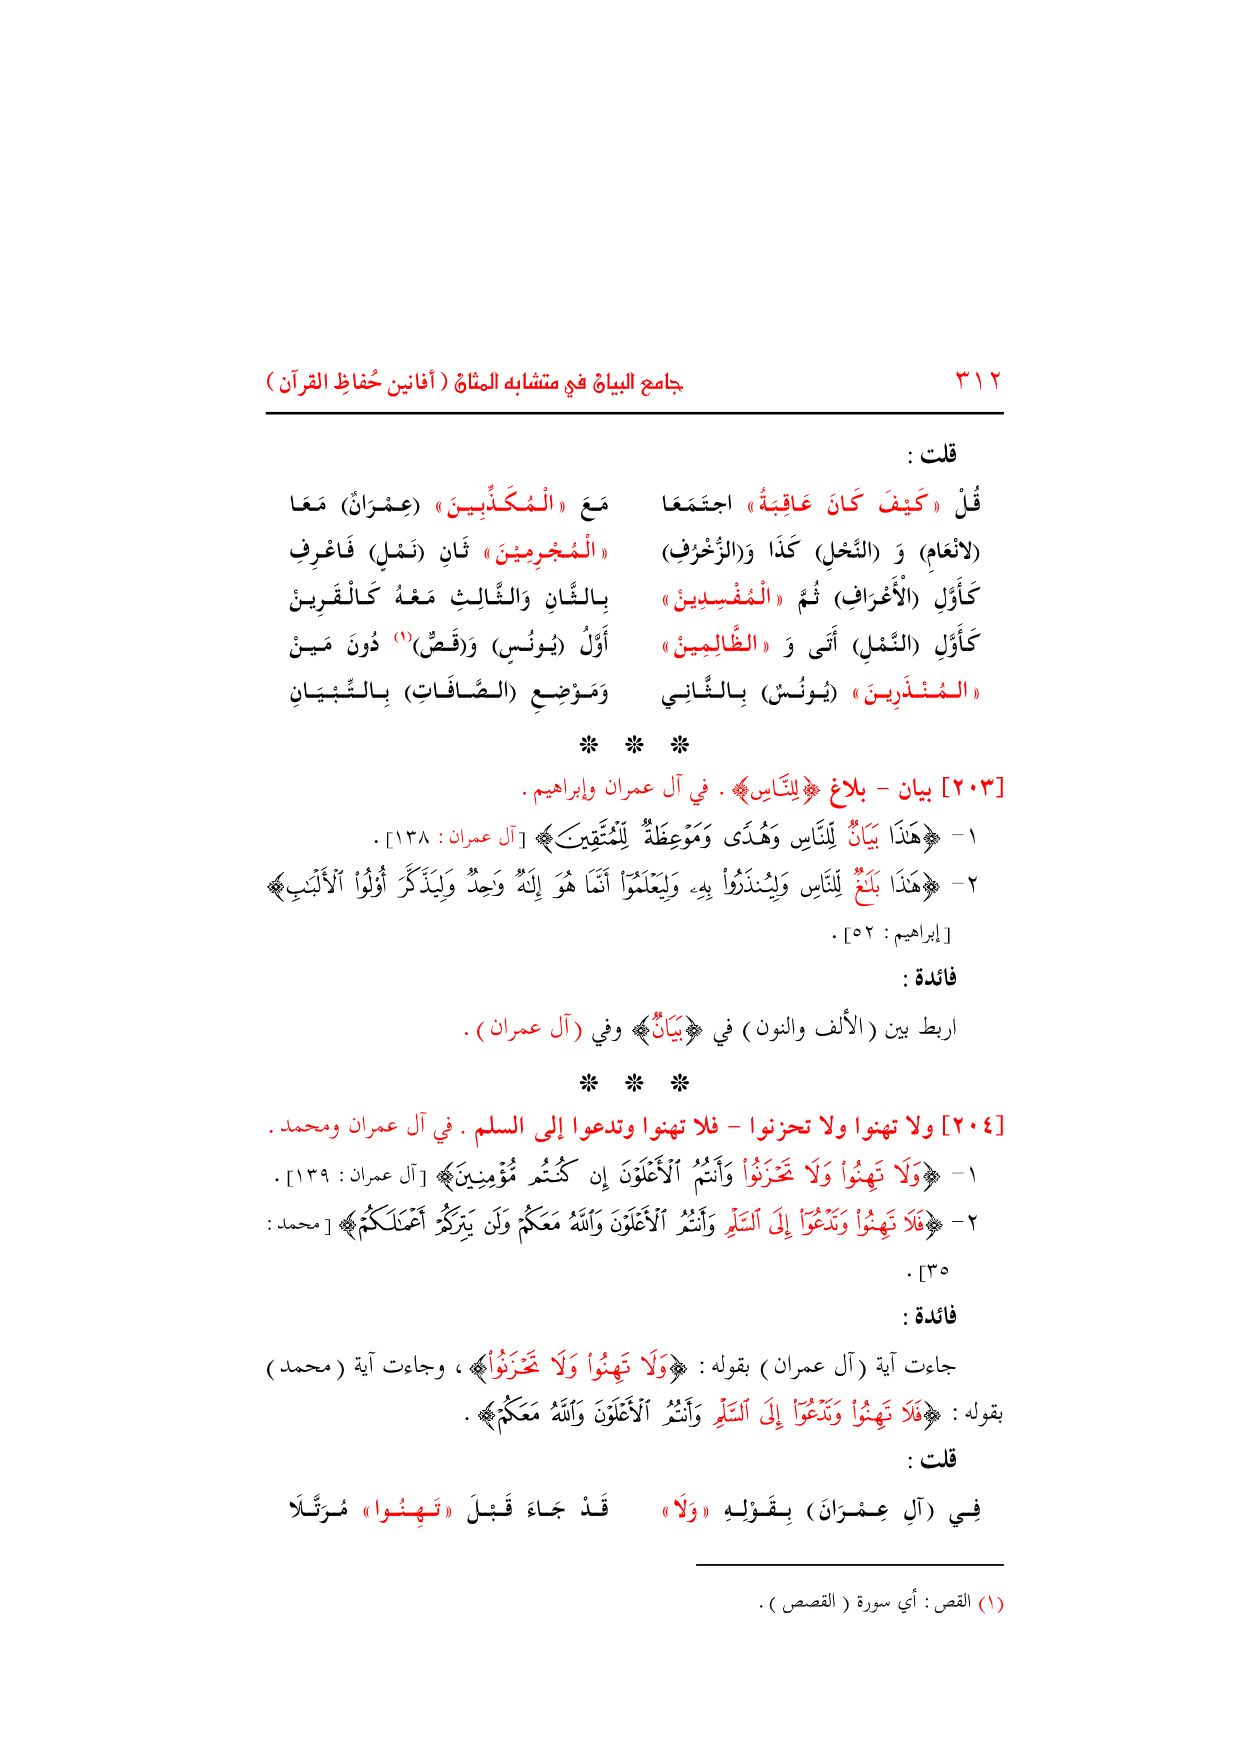 ٣١٢ جامع البيان في متشابه المثان ( أفانين حُفاظِ القرآن )
قلت :
قُلْ « كَيْفَ كَانَ عَاقِبَةُ » اجتَمَعَا مَعَ « الْمُكَذِّبِينَ » (عِمْرَانٌ) مَعَا
(لانْعَامِ) وَ (النَّحْلِ) كَذَا وَ(الزُّخْرُفِ) « الْمُجْرِمِيْنَ » ثَانِ (نَمْلٍ) فَاعْرِفِ
كَأَوَّلِ (الْأَعْرَافِ) ثُمَّ « الْمُفْسِدِينْ » بِالثَّانِ وَالثَّالِثِ مَعْهُ كَالْقَرِينْ
كَأَوَّلِ (النَّمْلِ) أَتَى وَ « الظَّالِمِينْ » أَوَّلُ (يُونُسٍ) وَ(قَصٌّ)(١) دُونَ مَيـنْ
« الـمُنْذَرِينَ » (يُونُسٌ) بِالثَّانِي وَمَوْضِعِ (الصَّافَاتِ) بِالتِّبْيَانِ
* * *
[٢٠٣] بيان – بلاغ ﴿لِلنَّاسِ﴾ . في آل عمران وإبراهيم .
١– ﴿هَٰذَا بَيَانٌ لِّلنَّاسِ وَهُدًى وَمَوْعِظَةٌ لِّلْمُتَّقِينَ﴾ [آل عمران : ١٣٨] .
٢– ﴿هَٰذَا بَلَٰغٌ لِّلنَّاسِ وَلِيُنذَرُوا۟ بِهِۦ وَلِيَعْلَمُوٓا۟ أَنَّمَا هُوَ إِلَٰهٌ وَٰحِدٌ وَلِيَذَّكَّرَ أُو۟لُوا۟ ٱلْأَلْبَٰبِ﴾
[إبراهيم : ٥٢] .
فائدة :
اربط بين ( الألف والنون ) في ﴿بَيَانٌ﴾ وفي ( آل عمران ) .
* * *
[٢٠٤] ولا تهنوا ولا تحزنوا – فلا تهنوا وتدعوا إلى السلم . في آل عمران ومحمد .
١– ﴿وَلَا تَهِنُوا۟ وَلَا تَحْزَنُوا۟ وَأَنتُمُ ٱلْأَعْلَوْنَ إِن كُنتُم مُّؤْمِنِينَ﴾ [آل عمران : ١٣٩] .
٢– ﴿فَلَا تَهِنُوا۟ وَتَدْعُوٓا۟ إِلَى ٱلسَّلْمِ وَأَنتُمُ ٱلْأَعْلَوْنَ وَٱللَّهُ مَعَكُمْ وَلَن يَتِرَكُمْ أَعْمَٰلَكُمْ﴾ [محمد :
٣٥] .
فائدة :
جاءت آية ( آل عمران ) بقوله : ﴿وَلَا تَهِنُوا۟ وَلَا تَحْزَنُوا۟﴾ ، وجاءت آية ( محمد )
بقوله : ﴿فَلَا تَهِنُوا۟ وَتَدْعُوٓا۟ إِلَى ٱلسَّلْمِ وَأَنتُمُ ٱلْأَعْلَوْنَ وَٱللَّهُ مَعَكُمْ﴾ .
قلت :
فِي (آلِ عِمْرَانَ) بِقَوْلِهِ « وَلَا » قَدْ جَاءَ قَبْلَ « تَهِنُوا » مُرَتَّلَا
(١) القص : أي سورة ( القصص ) .